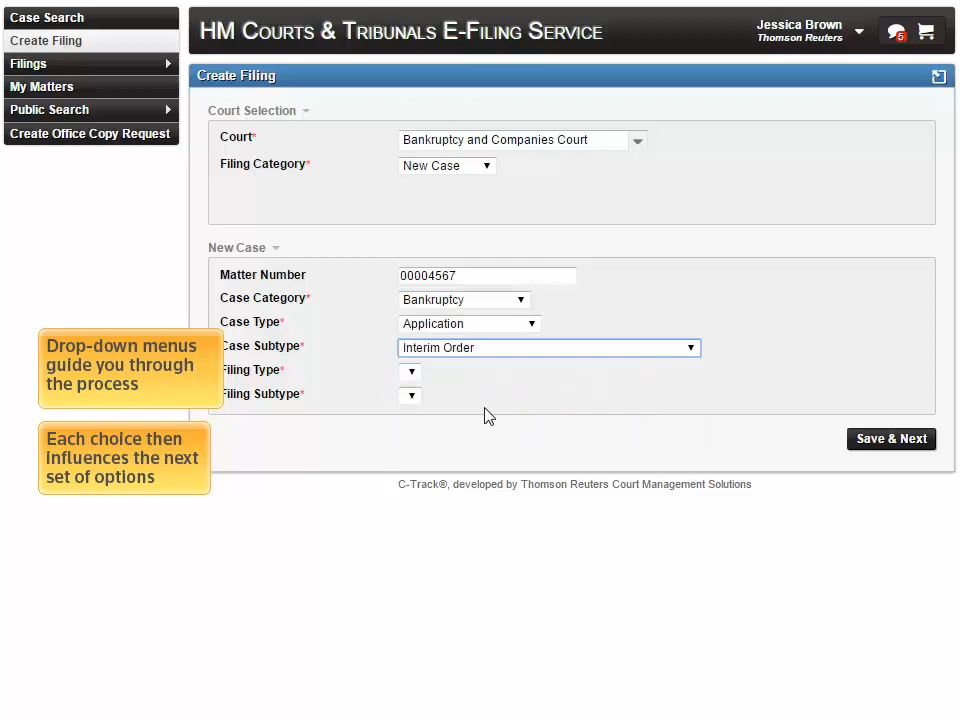 Case Search
Create Filing
Filings
My Matters
Public Search
Create Office Copy Request
HM Courts & Tribunals E-Filing Service
Jessica Brown
Thomson Reuters
5
Create Filing
Court Selection
Court* Bankruptcy and Companies Court
Filing Category* New Case
New Case
Matter Number 00004567
Case Category* Bankruptcy
Case Type* Application
Case Subtype* Interim Order
Filing Type*
Filing Subtype*
Drop-down menus
guide you through
the process
Each choice then
influences the next
set of options
Save & Next
C-Track®, developed by Thomson Reuters Court Management Solutions